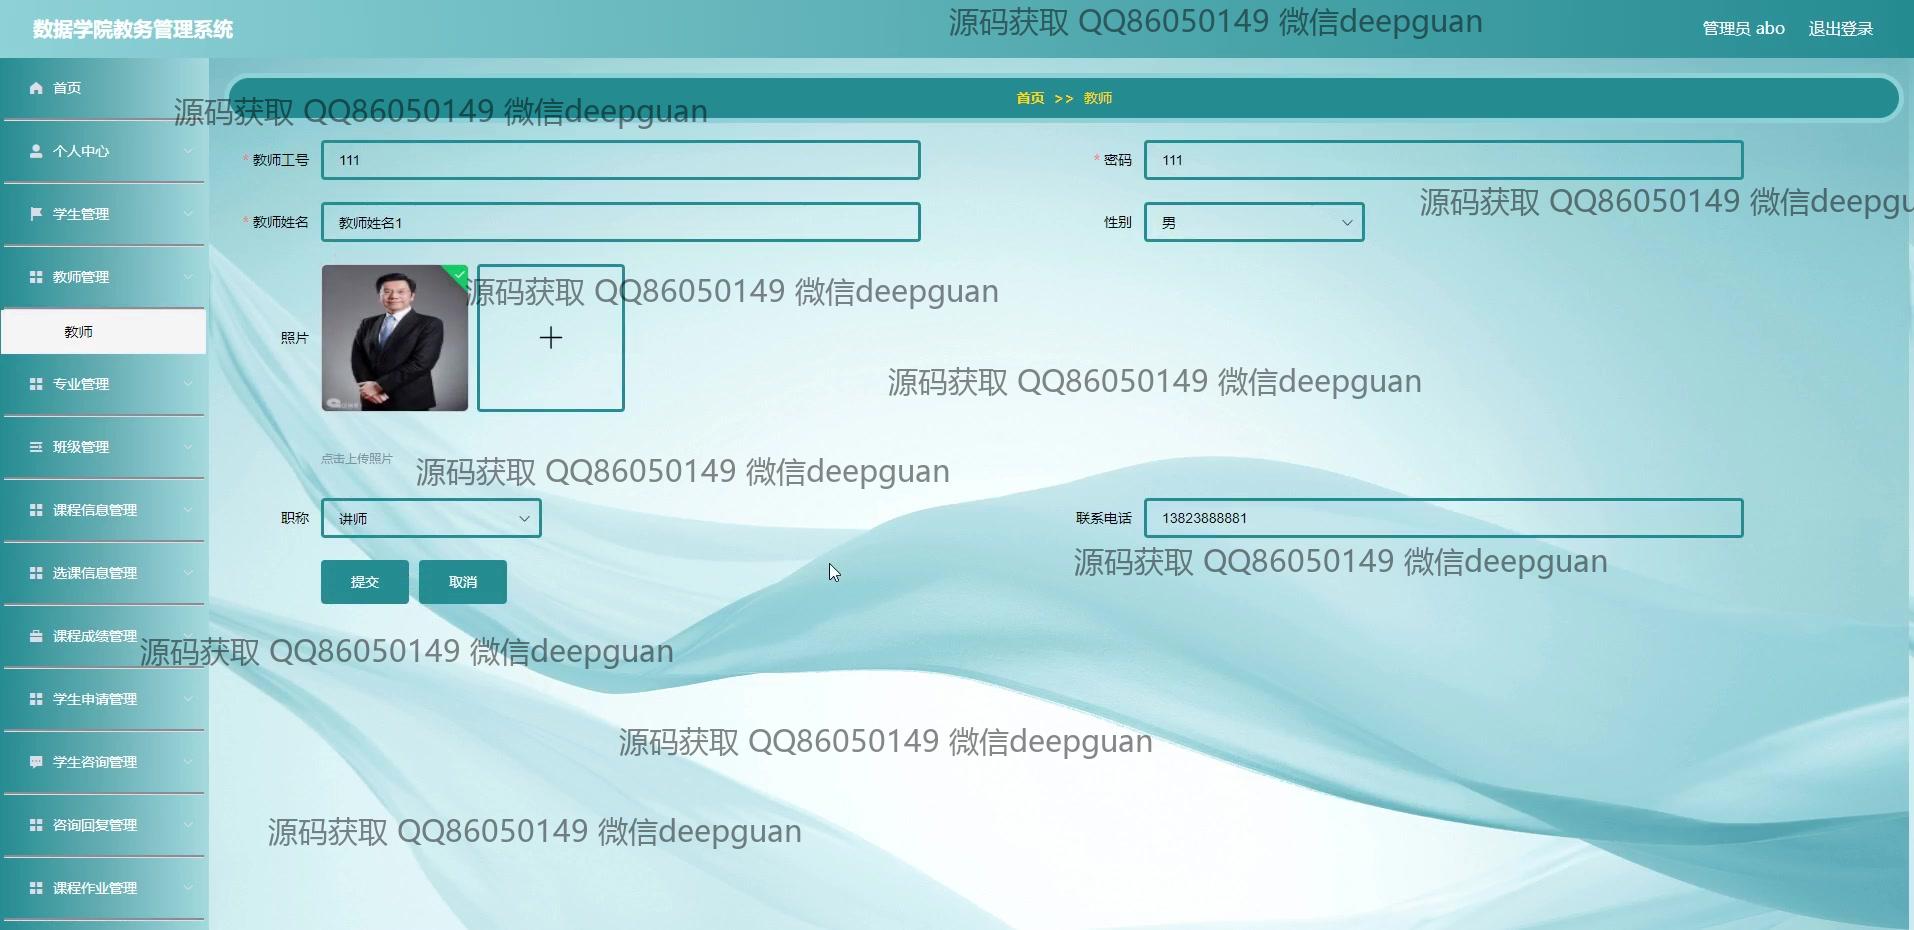 数据学院教务管理系统
源码获取 QQ86050149 微信deepguan
管理员 abo
退出登录
首页
源码获取 QQ86050149 微信deepguan
首页 >> 教师
个人中心
* 教师工号 111
* 密码 111
源码获取 QQ86050149 微信deepgu
学生管理
* 教师姓名 教师姓名1
性别 男
教师管理
源码获取 QQ86050149 微信deepguan
教师
照片
专业管理
源码获取 QQ86050149 微信deepguan
班级管理
点击上传照片
源码获取 QQ86050149 微信deepguan
课程信息管理
职称 讲师
联系电话 13823888881
源码获取 QQ86050149 微信deepguan
选课信息管理
提交
取消
课程成绩管理
源码获取 QQ86050149 微信deepguan
学生申请管理
源码获取 QQ86050149 微信deepguan
学生咨询管理
咨询回复管理
源码获取 QQ86050149 微信deepguan
课程作业管理